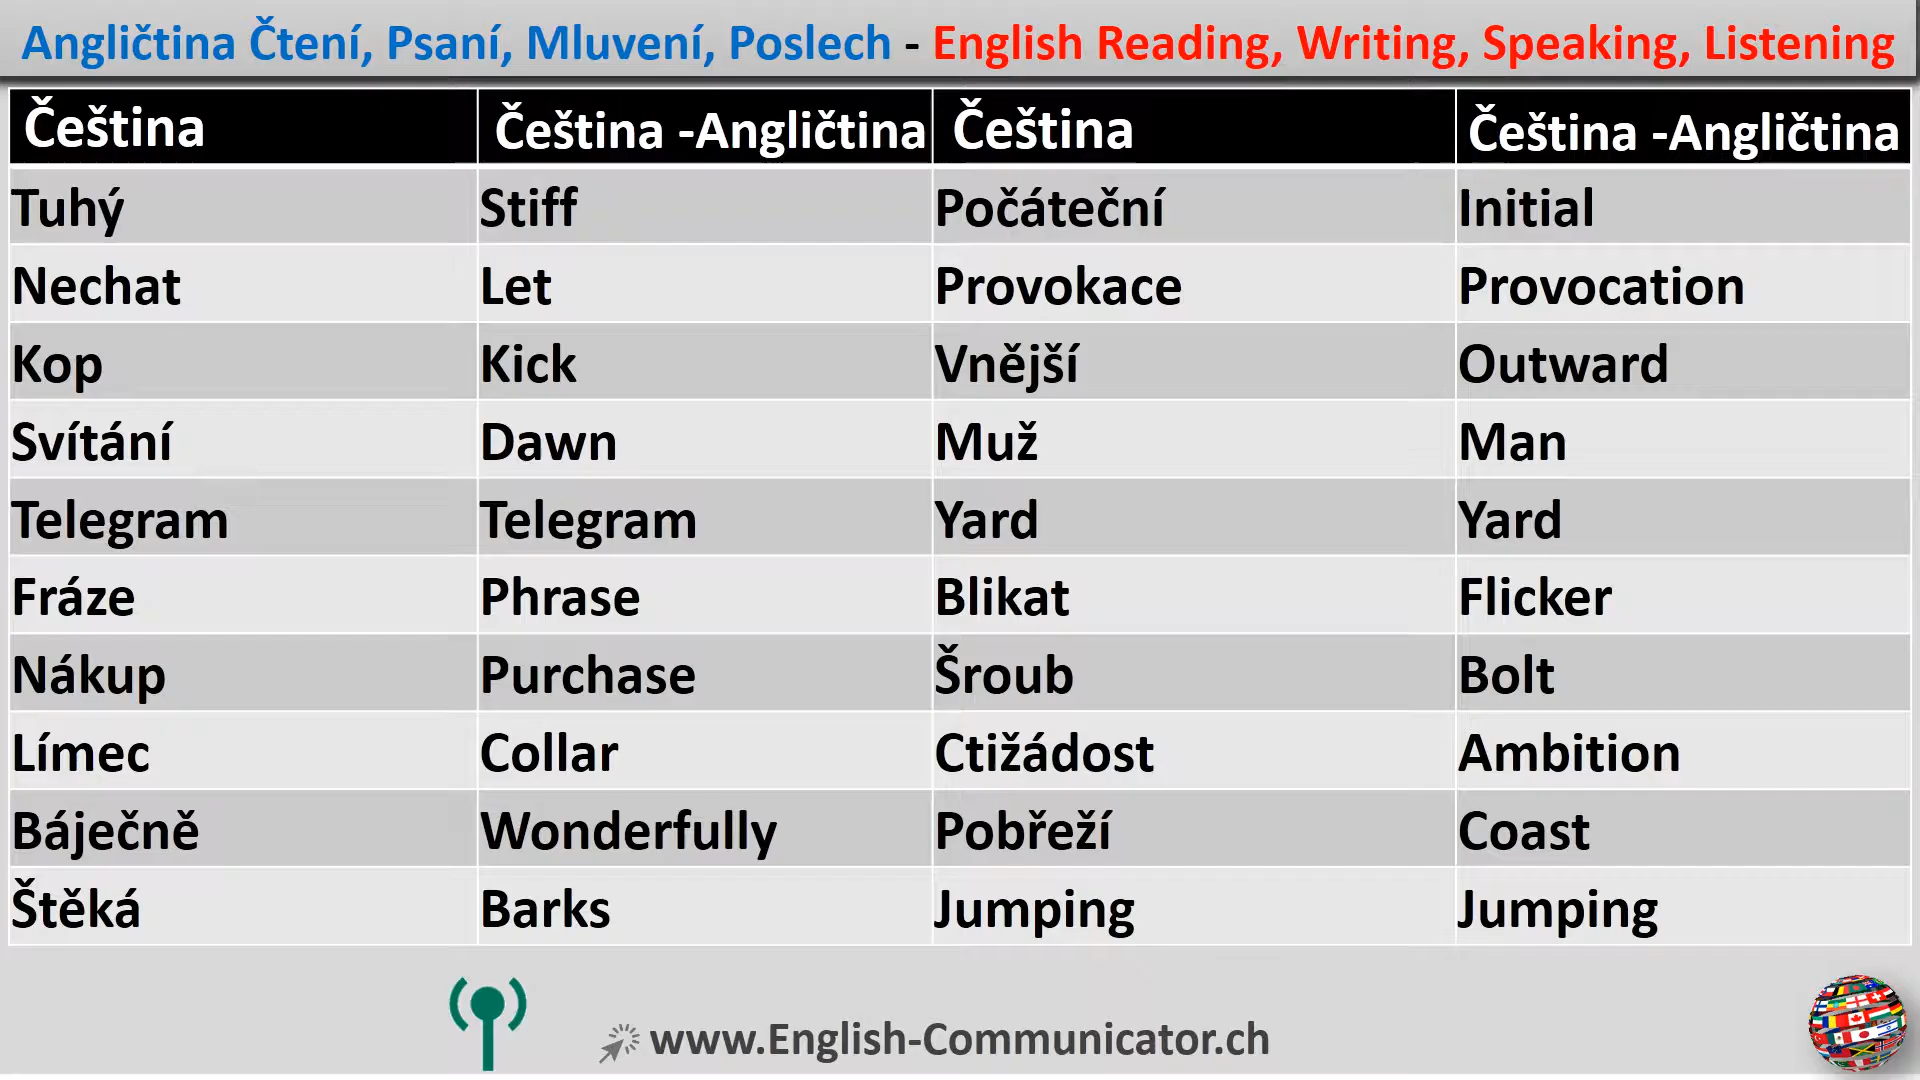 Angličtina Čtení, Psaní, Mluvení, Poslech - English Reading, Writing, Speaking, Listening
Čeština Čeština -Angličtina Čeština Čeština -Angličtina
Tuhý Stiff Počáteční Initial
Nechat Let Provokace Provocation
Kop Kick Vnější Outward
Svítání Dawn Muž Man
Telegram Telegram Yard Yard
Fráze Phrase Blikat Flicker
Nákup Purchase Šroub Bolt
Límec Collar Ctižádost Ambition
Báječně Wonderfully Pobřeží Coast
Štěká Barks Jumping Jumping
www.English-Communicator.ch